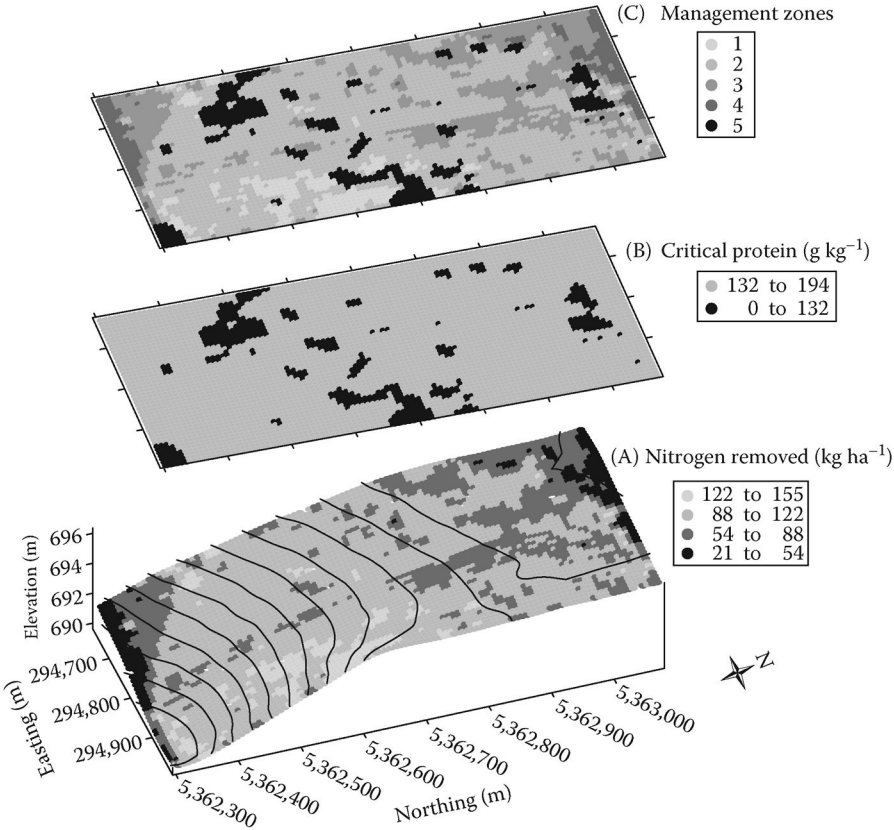 (C) Management zones
1
2
3
4
5
(B) Critical protein (g kg⁻¹)
132 to 194
0 to 132
(A) Nitrogen removed (kg ha⁻¹)
122 to 155
88 to 122
54 to 88
21 to 54
696
694
692
690
Elevation (m)
294,700
294,800
294,900
Easting (m)
5,362,300
5,362,400
5,362,500
5,362,600
5,362,700
5,362,800
5,362,900
5,363,000
Northing (m)
N